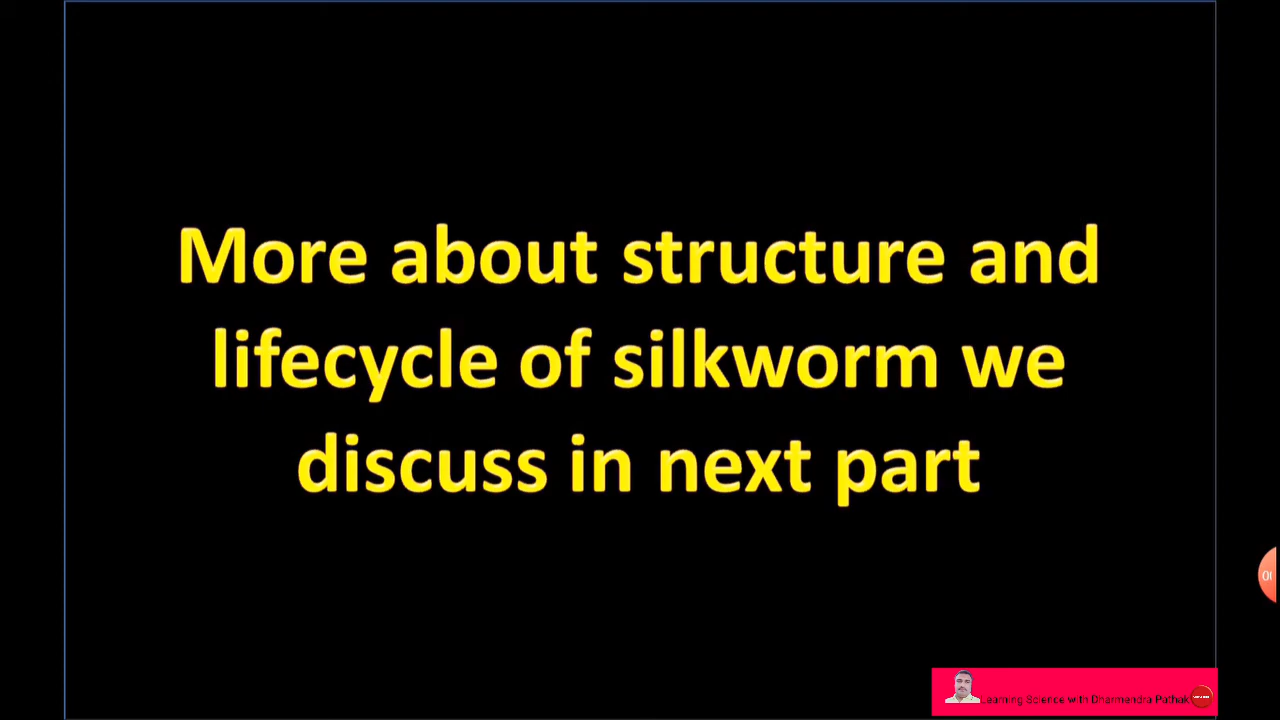 More about structure and
lifecycle of silkworm we
discuss in next part
Learning Science with Dharmendra Pathak